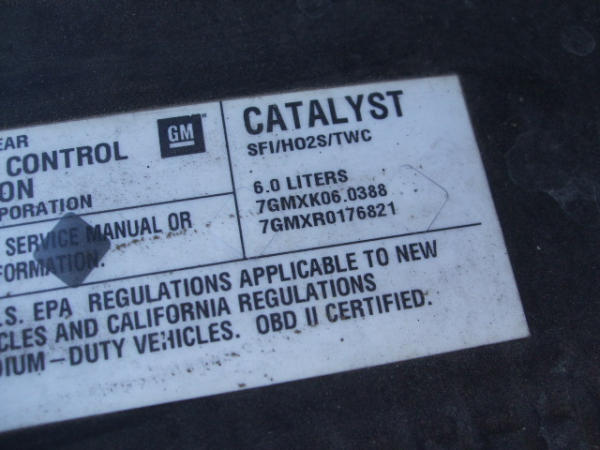 EAR
CONTROL
ON
RPORATION
GM
CATALYST
SFI/HO2S/TWC
6.0 LITERS
7GMXK06.0388
7GMXR0176821
SERVICE MANUAL OR
FORMATION.
.S. EPA REGULATIONS APPLICABLE TO NEW
CLES AND CALIFORNIA REGULATIONS
DIUM-DUTY VEHICLES. OBD II CERTIFIED.